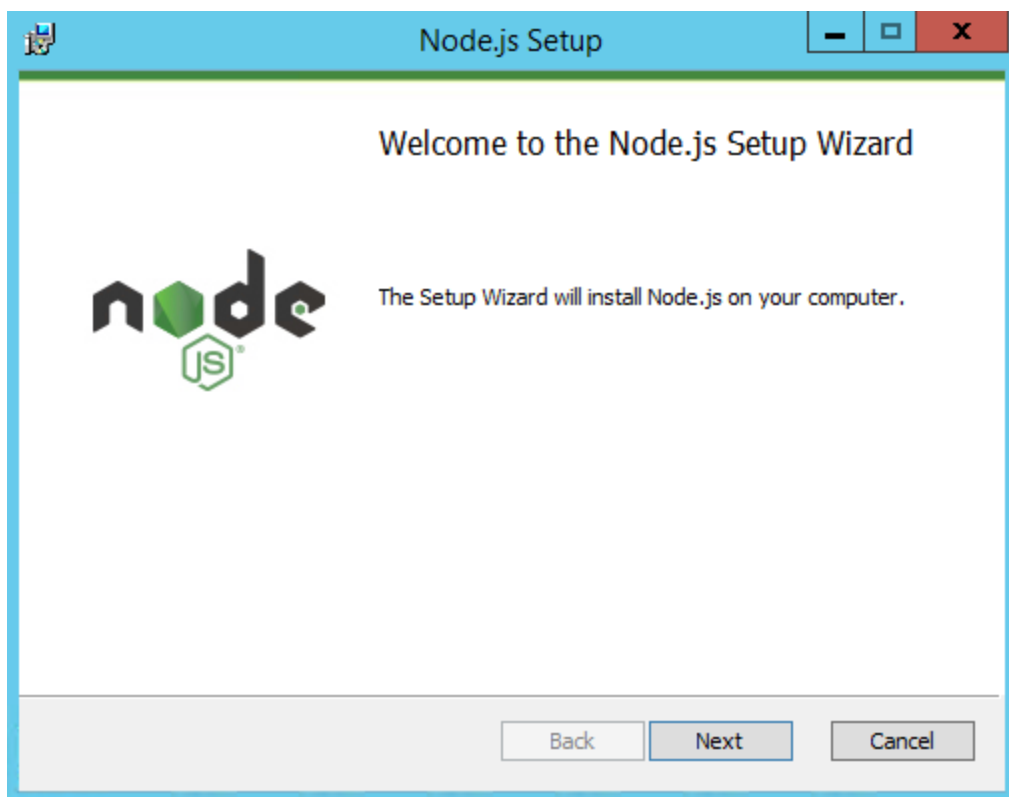 Node.js Setup
Welcome to the Node.js Setup Wizard
node
JS
The Setup Wizard will install Node.js on your computer.
Back
Next
Cancel